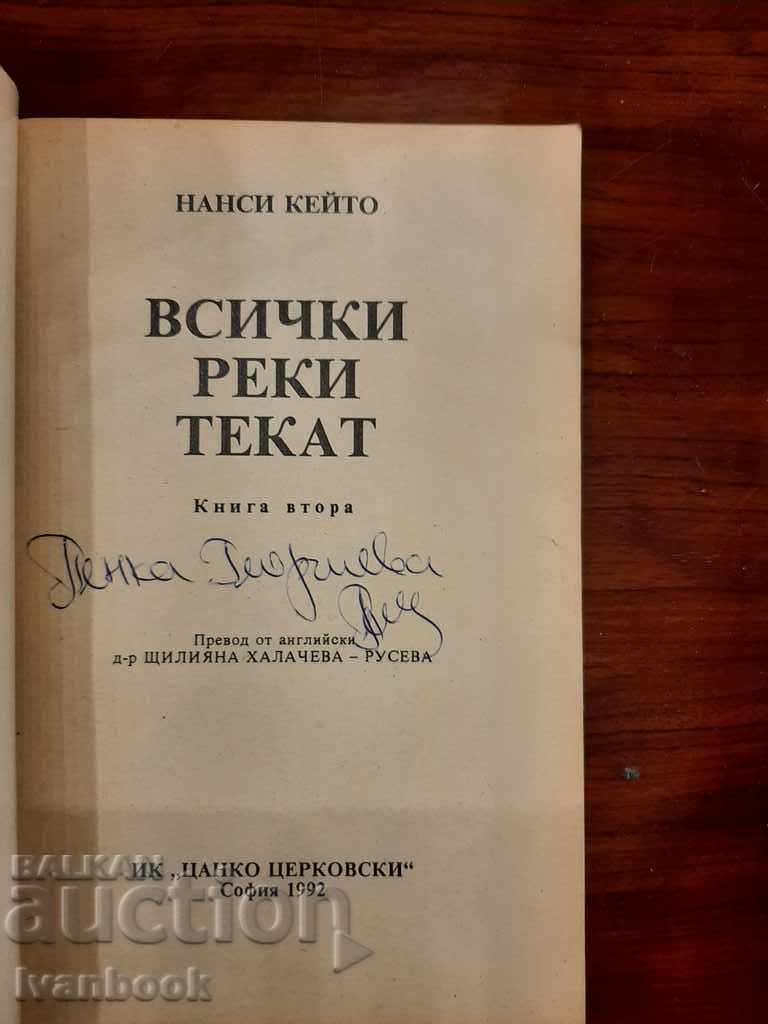 НАНСИ КЕЙТО
ВСИЧКИ
РЕКИ
ТЕКАТ
Книга втора
Пенка Георгиева
Превод от английски
д-р ЩИЛИЯНА ХАЛАЧЕВА – РУСЕВА
ИК „ЦАНКО ЦЕРКОВСКИ“
София 1992
BALKAN
auction
Ivanbook